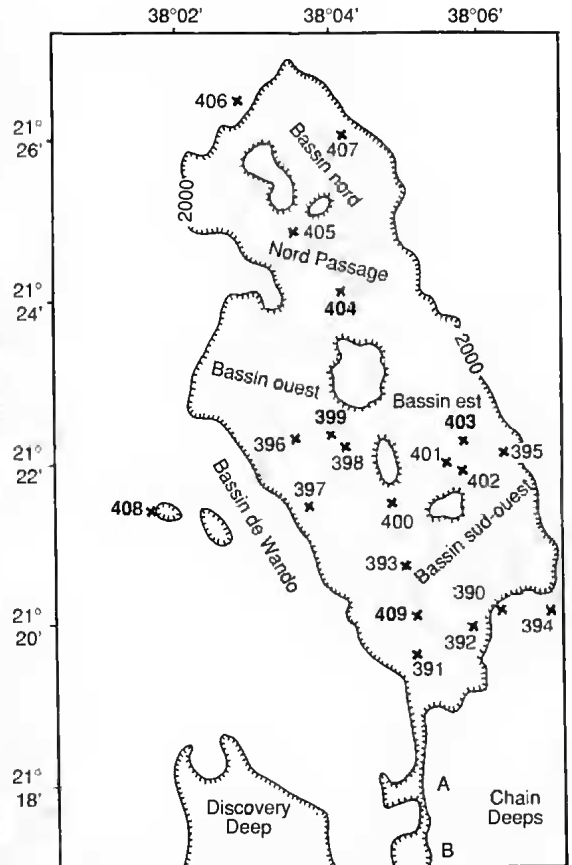 38°02' 38°04' 38°06'
406
21°
26'
407
Bassin nord
2000
405
Nord Passage
21°
24'
404
2000
Bassin ouest
Bassin est
399
403
396
398
401
395
21°
22'
402
397
408
400
Bassin de Wando
Bassin sud-ouest
393
390
409
394
21°
20'
392
391
21°
18'
A
Discovery
Deep
Chain
Deeps
B